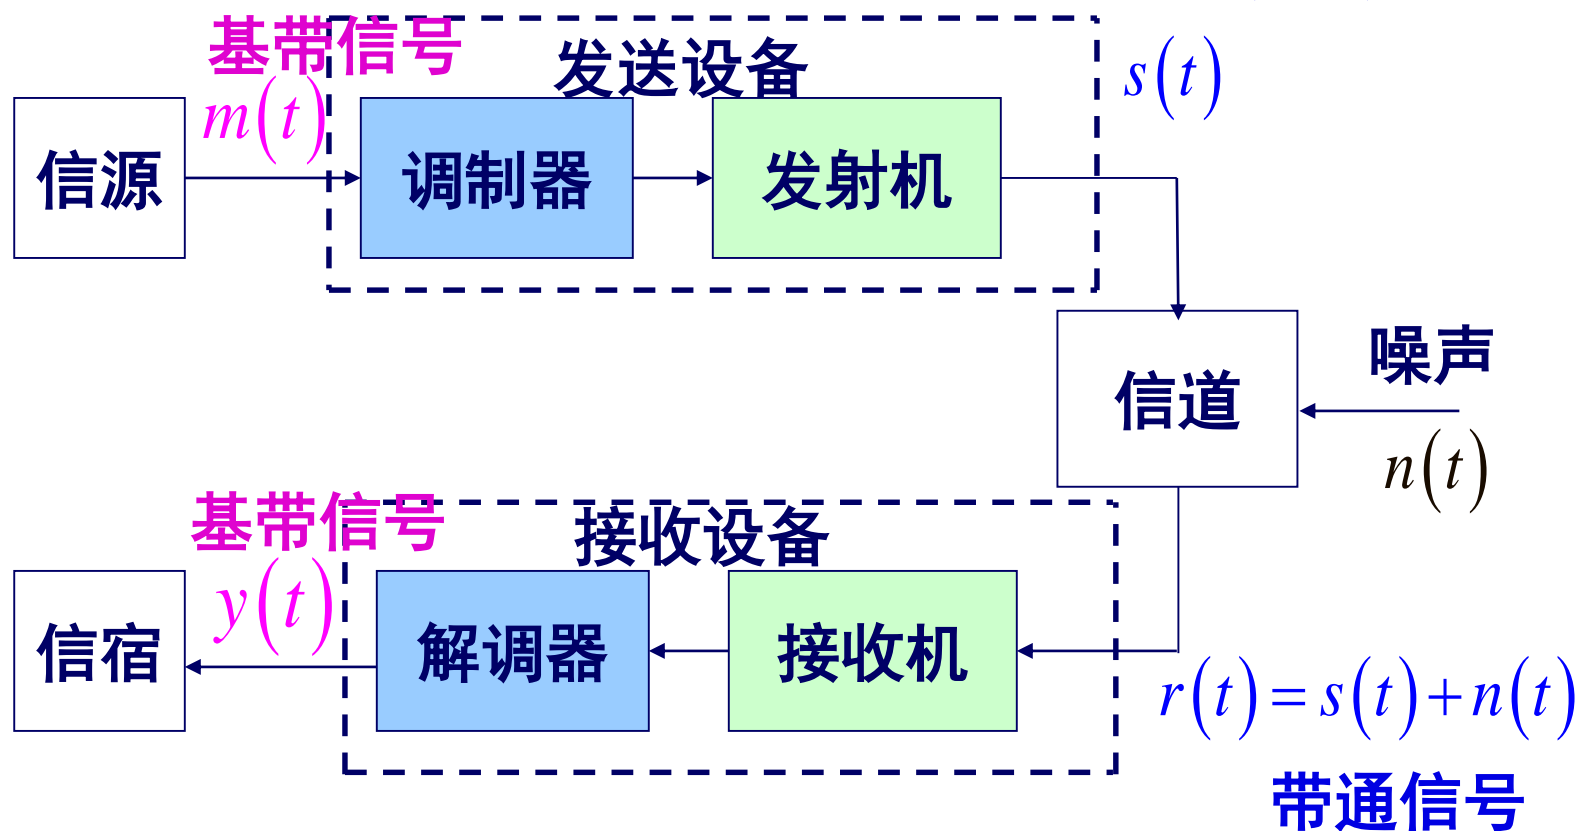 基带信号
发送设备
m(t)
s(t)
信源
调制器
发射机
信道
噪声
n(t)
基带信号
接收设备
y(t)
信宿
解调器
接收机
r(t) = s(t) + n(t)
带通信号